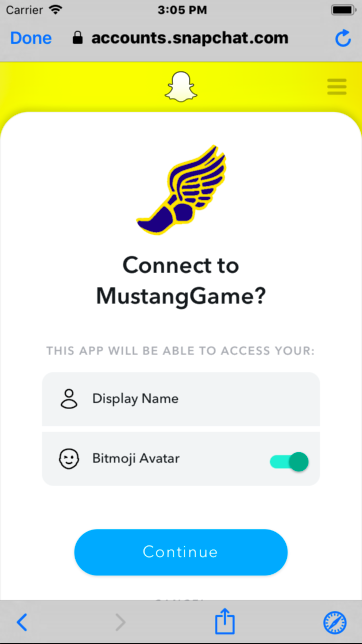 Carrier 3:05 PM
Done accounts.snapchat.com
Connect to
MustangGame?
THIS APP WILL BE ABLE TO ACCESS YOUR:
Display Name
Bitmoji Avatar
Continue